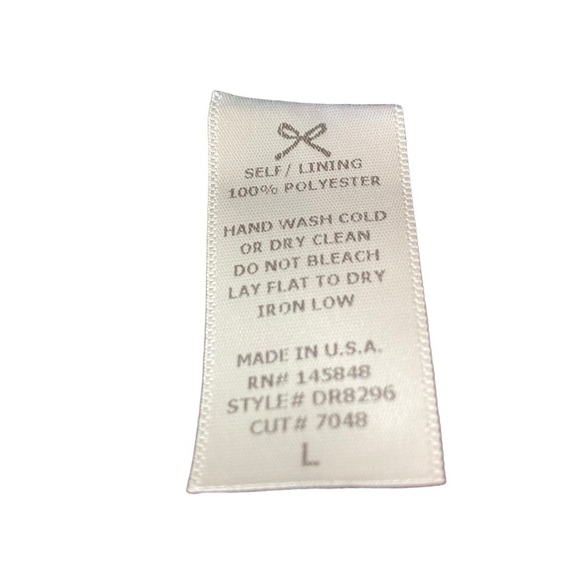 SELF/ LINING
100% POLYESTER
HAND WASH COLD
OR DRY CLEAN
DO NOT BLEACH
LAY FLAT TO DRY
IRON LOW
MADE IN U.S.A.
RN# 145848
STYLE# DR8296
CUT# 7048
L